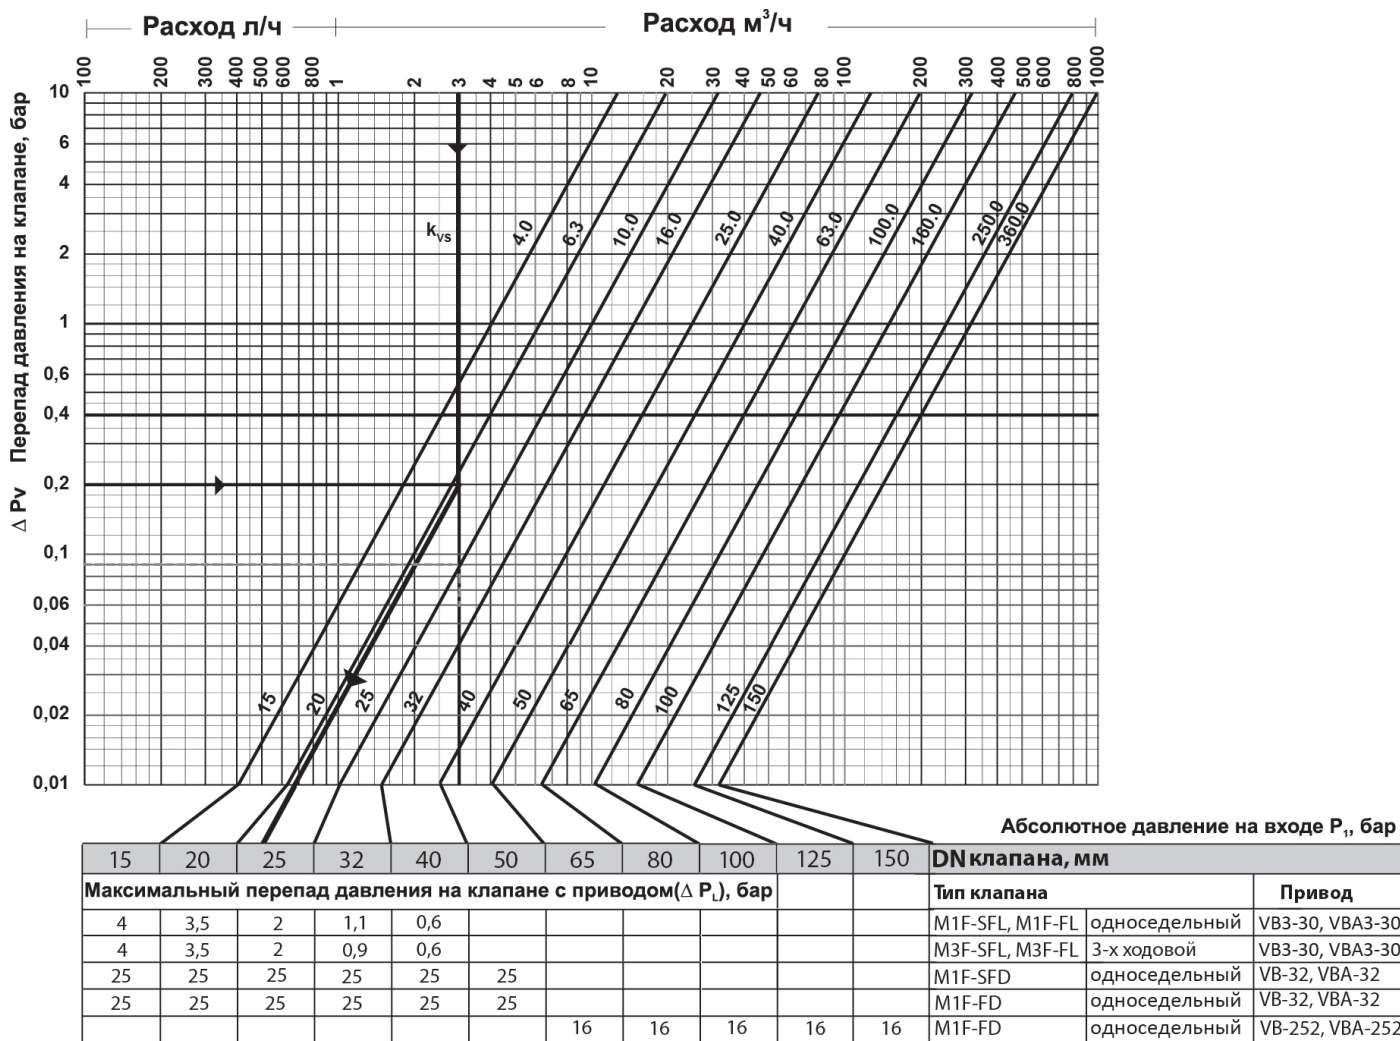 Расход л/ч Расход м³/ч
100 200 300 400 500 600 800 1 2 3 4 5 6 8 10 20 30 40 50 60 80 100 200 300 400 500 600 800 1000
Δ Pv Перепад давления на клапане, бар
10
6
4
2
1
0,6
0,4
0,2
0,1
0,06
0,04
0,02
0,01
kvs 4.0 6.3 10.0 16.0 25.0 40.0 63.0 100.0 160.0 250.0 360.0
15 20 25 32 40 50 65 80 100 125 150
Абсолютное давление на входе P₁, бар
15 20 25 32 40 50 65 80 100 125 150 DN клапана, мм
Максимальный перепад давления на клапане с приводом(Δ PL), бар Тип клапана Привод
4 3,5 2 1,1 0,6 M1F-SFL, M1F-FL односедельный VB3-30, VBA3-30
4 3,5 2 0,9 0,6 M3F-SFL, M3F-FL 3-х ходовой VB3-30, VBA3-30
25 25 25 25 25 25 M1F-SFD односедельный VB-32, VBA-32
25 25 25 25 25 25 M1F-FD односедельный VB-32, VBA-32
16 16 16 16 16 M1F-FD односедельный VB-252, VBA-252